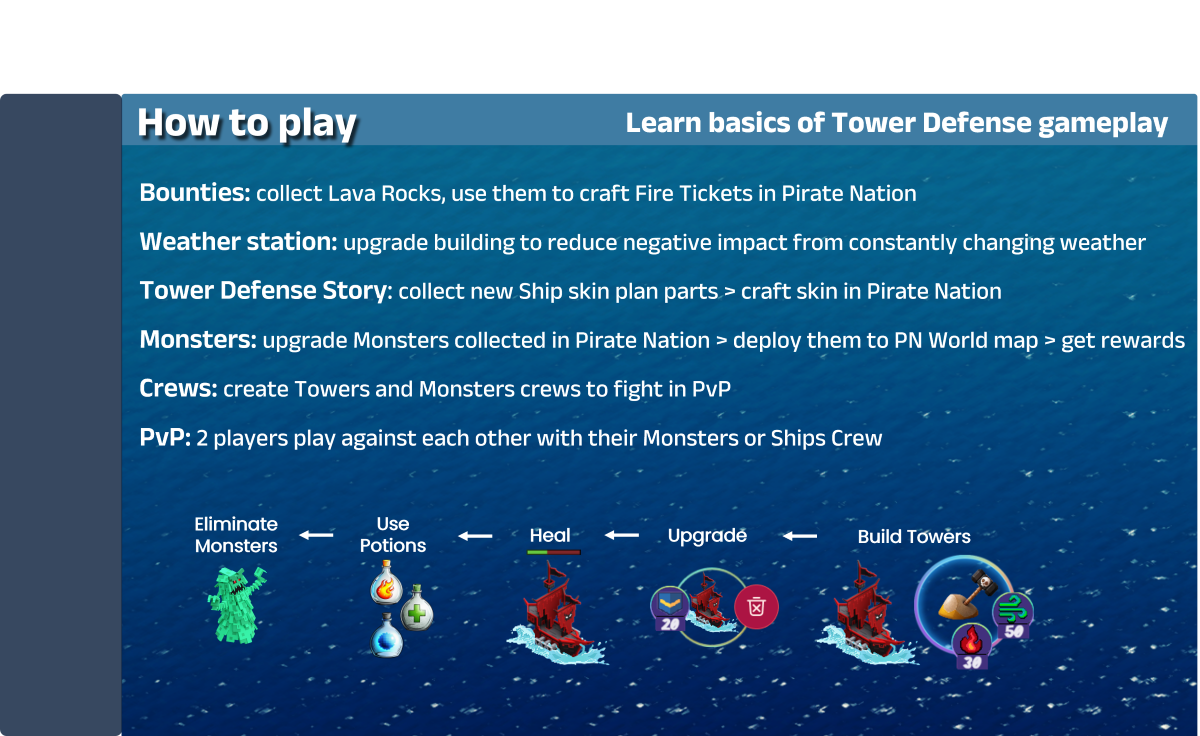 How to play
Learn basics of Tower Defense gameplay
Bounties: collect Lava Rocks, use them to craft Fire Tickets in Pirate Nation
Weather station: upgrade building to reduce negative impact from constantly changing weather
Tower Defense Story: collect new Ship skin plan parts > craft skin in Pirate Nation
Monsters: upgrade Monsters collected in Pirate Nation > deploy them to PN World map > get rewards
Crews: create Towers and Monsters crews to fight in PvP
PvP: 2 players play against each other with their Monsters or Ships Crew
Eliminate
Monsters
Use
Potions
Heal
Upgrade
Build Towers
20
50
30